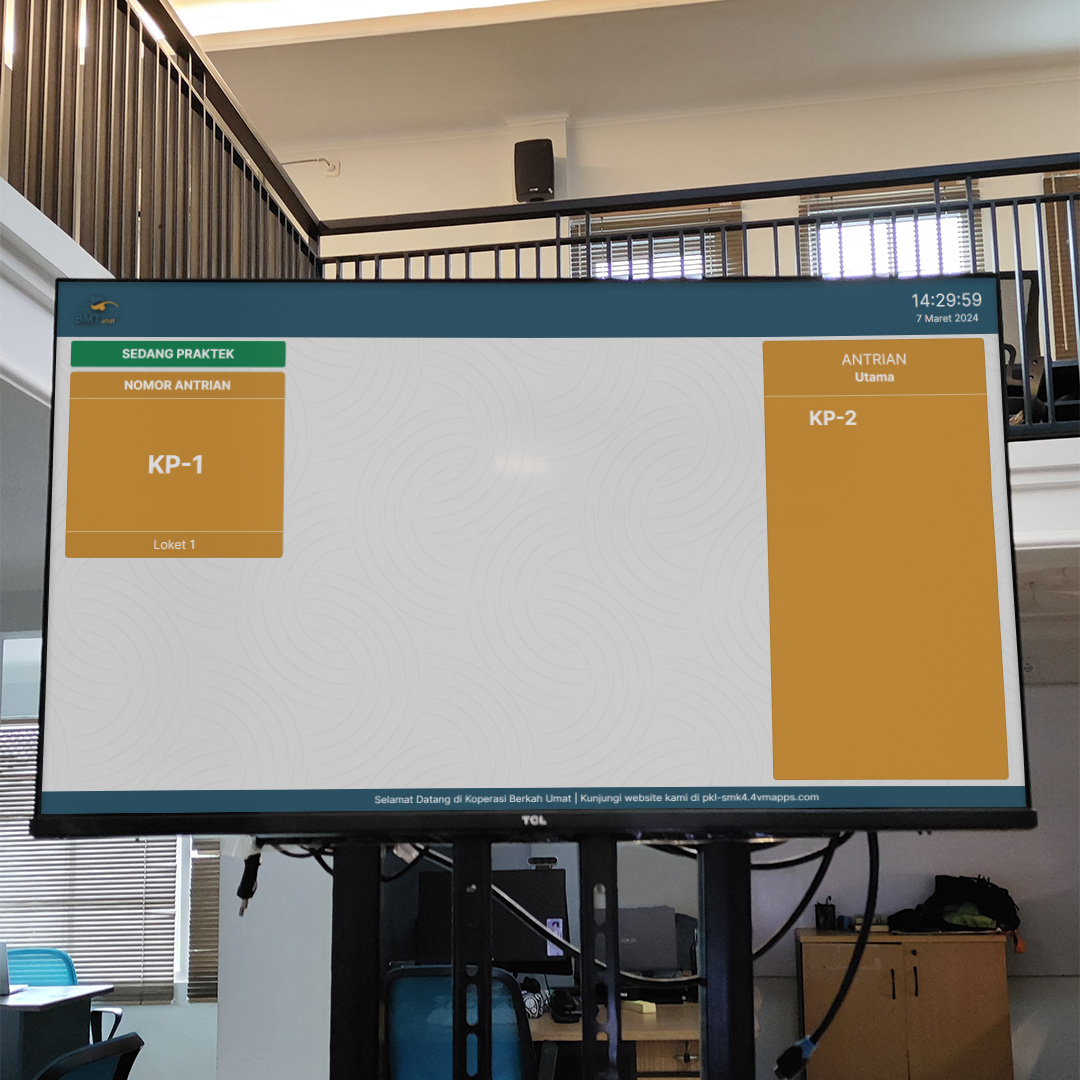 BMT umat
14:29:59
7 Maret 2024
SEDANG PRAKTEK
NOMOR ANTRIAN
KP-1
Loket 1
ANTRIAN
Utama
KP-2
Selamat Datang di Koperasi Berkah Umat | Kunjungi website kami di pkl-smk4.4vmapps.com
TCL